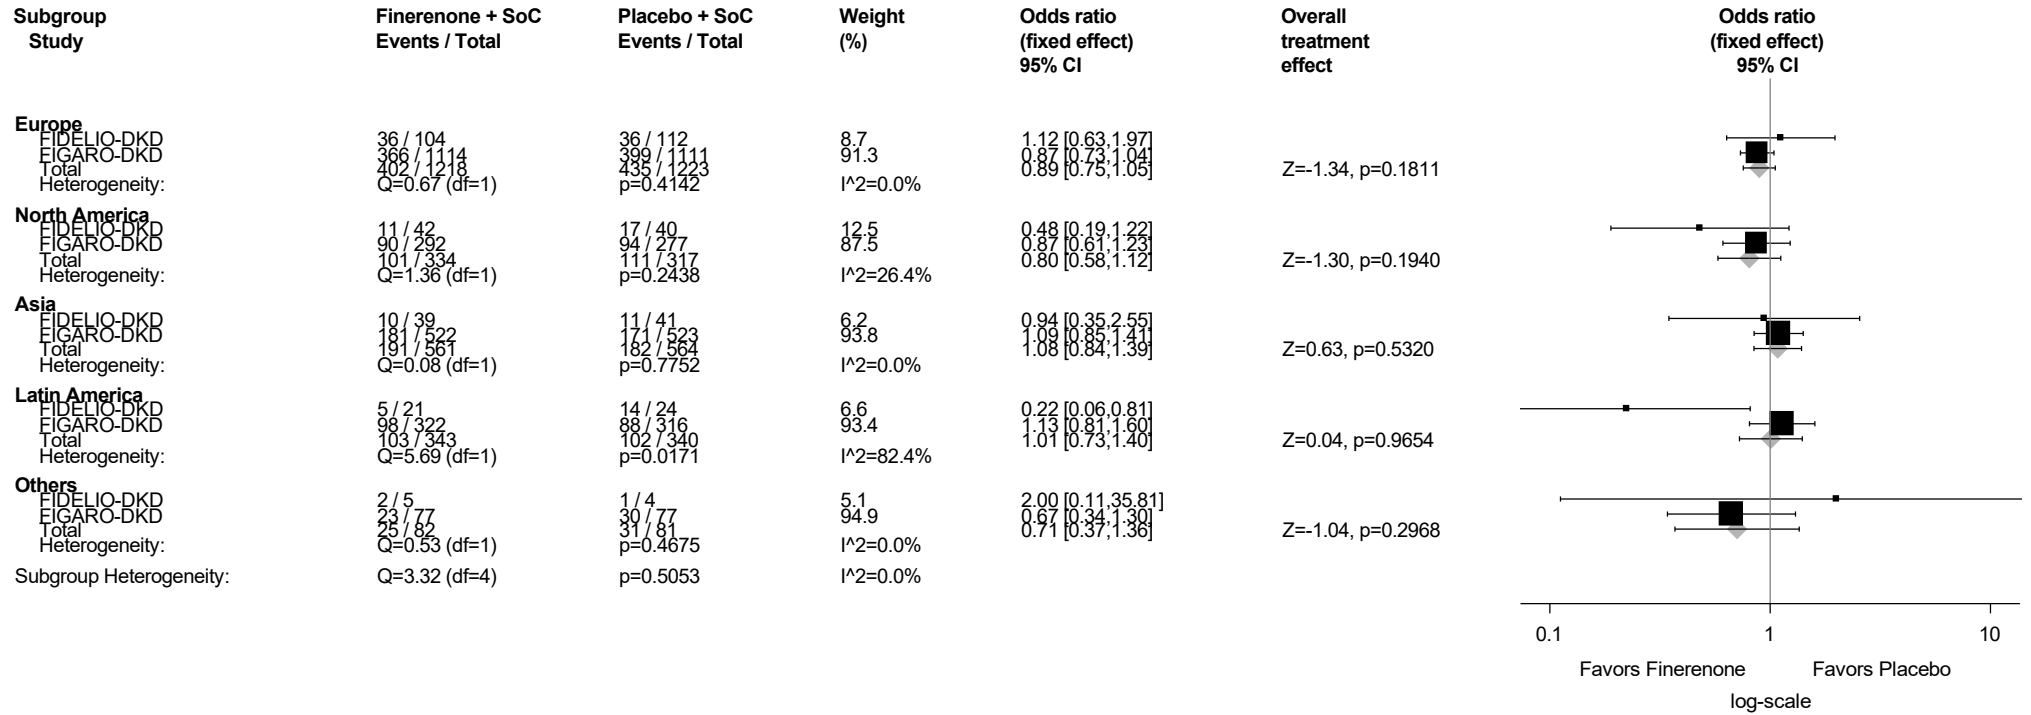 Subgroup Finerenone + SoC Placebo + SoC Weight Odds ratio Overall Odds ratio
Study Events / Total Events / Total (%) (fixed effect) treatment (fixed effect)
95% CI effect 95% CI
Europe
FIDELIO-DKD 36 / 104 36 / 112 8.7 1.12 [0.63,1.97]
FIGARO-DKD 366 / 1114 399 / 1111 91.3 0.87 [0.73,1.04]
Total 402 / 1218 435 / 1223 0.89 [0.75,1.05] Z=-1.34, p=0.1811
Heterogeneity: Q=0.67 (df=1) p=0.4142 I^2=0.0%
North America
FIDELIO-DKD 11 / 42 17 / 40 12.5 0.48 [0.19,1.22]
FIGARO-DKD 90 / 292 94 / 277 87.5 0.87 [0.61,1.23]
Total 101 / 334 111 / 317 0.80 [0.58,1.12] Z=-1.30, p=0.1940
Heterogeneity: Q=1.36 (df=1) p=0.2438 I^2=26.4%
Asia
FIDELIO-DKD 10 / 39 11 / 41 6.2 0.94 [0.35,2.55]
FIGARO-DKD 181 / 522 171 / 523 93.8 1.09 [0.85,1.41]
Total 191 / 561 182 / 564 1.08 [0.84,1.39] Z=0.63, p=0.5320
Heterogeneity: Q=0.08 (df=1) p=0.7752 I^2=0.0%
Latin America
FIDELIO-DKD 5 / 21 14 / 24 6.6 0.22 [0.06,0.81]
FIGARO-DKD 98 / 322 88 / 316 93.4 1.13 [0.81,1.60]
Total 103 / 343 102 / 340 1.01 [0.73,1.40] Z=0.04, p=0.9654
Heterogeneity: Q=5.69 (df=1) p=0.0171 I^2=82.4%
Others
FIDELIO-DKD 2 / 5 1 / 4 5.1 2.00 [0.11,35.81]
FIGARO-DKD 23 / 77 30 / 77 94.9 0.67 [0.34,1.30]
Total 25 / 82 31 / 81 0.71 [0.37,1.36] Z=-1.04, p=0.2968
Heterogeneity: Q=0.53 (df=1) p=0.4675 I^2=0.0%
Subgroup Heterogeneity: Q=3.32 (df=4) p=0.5053 I^2=0.0%
0.1 1 10
Favors Finerenone Favors Placebo
log-scale